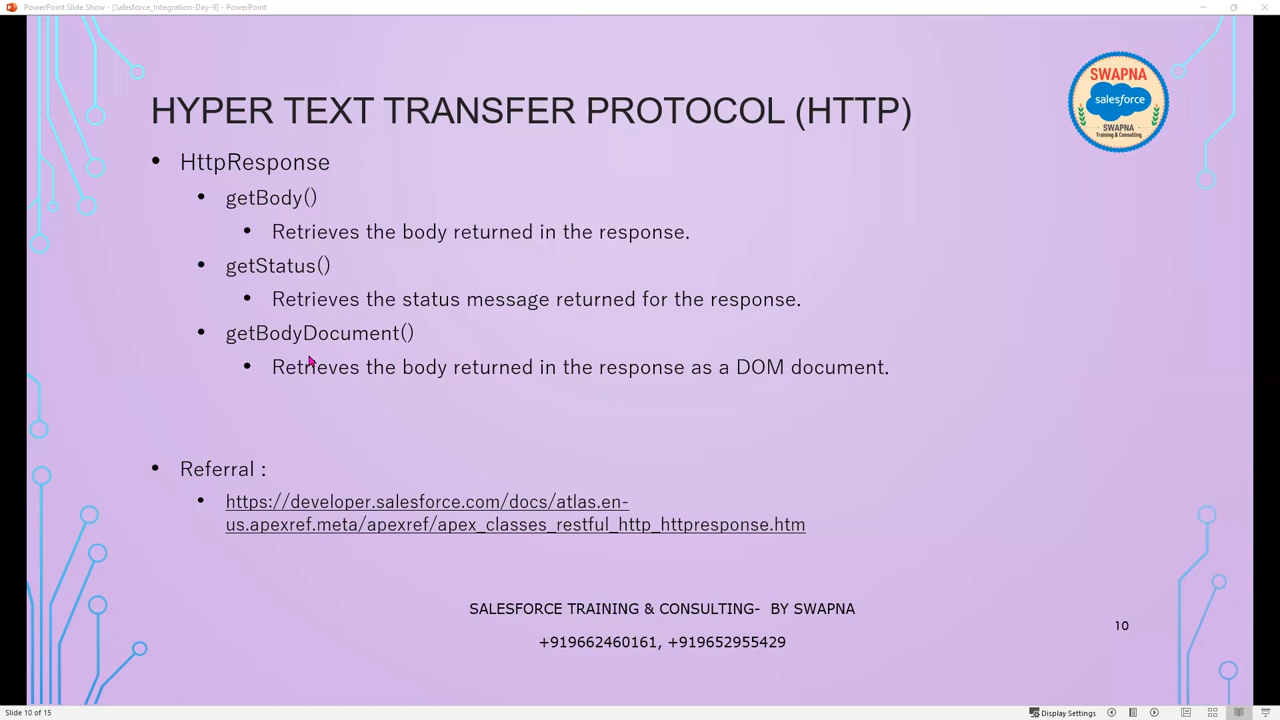 PowerPoint Slide Show - [Salesforce_Integration-Day-9] - PowerPoint
SWAPNA
salesforce
SWAPNA
Training & Consulting
HYPER TEXT TRANSFER PROTOCOL (HTTP)
• HttpResponse
• getBody()
• Retrieves the body returned in the response.
• getStatus()
• Retrieves the status message returned for the response.
• getBodyDocument()
• Retrieves the body returned in the response as a DOM document.
• Referral :
• https://developer.salesforce.com/docs/atlas.en-
us.apexref.meta/apexref/apex_classes_restful_http_httpresponse.htm
SALESFORCE TRAINING & CONSULTING- BY SWAPNA
+919662460161, +919652955429
10
Slide 10 of 15
Display Settings